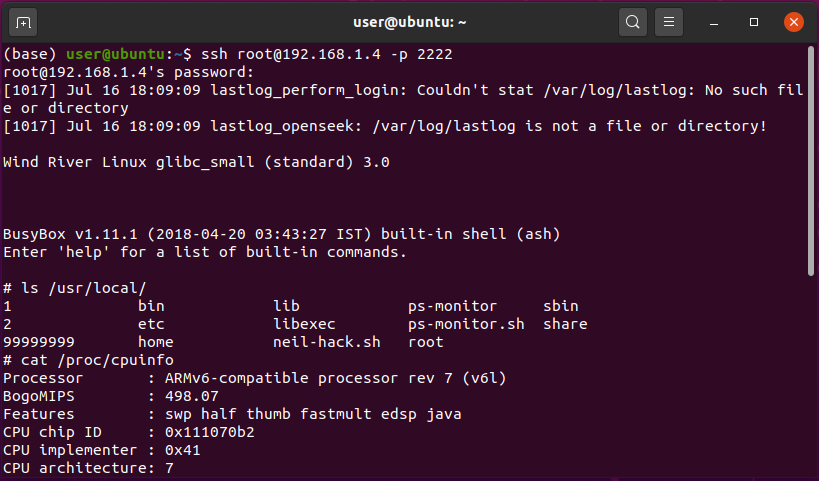 user@ubuntu: ~
(base) user@ubuntu:~$ ssh root@192.168.1.4 -p 2222
root@192.168.1.4's password:
[1017] Jul 16 18:09:09 lastlog_perform_login: Couldn't stat /var/log/lastlog: No such fil
e or directory
[1017] Jul 16 18:09:09 lastlog_openseek: /var/log/lastlog is not a file or directory!
Wind River Linux glibc_small (standard) 3.0
BusyBox v1.11.1 (2018-04-20 03:43:27 IST) built-in shell (ash)
Enter 'help' for a list of built-in commands.
# ls /usr/local/
1 bin lib ps-monitor sbin
2 etc libexec ps-monitor.sh share
99999999 home neil-hack.sh root
# cat /proc/cpuinfo
Processor : ARMv6-compatible processor rev 7 (v6l)
BogoMIPS : 498.07
Features : swp half thumb fastmult edsp java
CPU chip ID : 0x111070b2
CPU implementer : 0x41
CPU architecture: 7